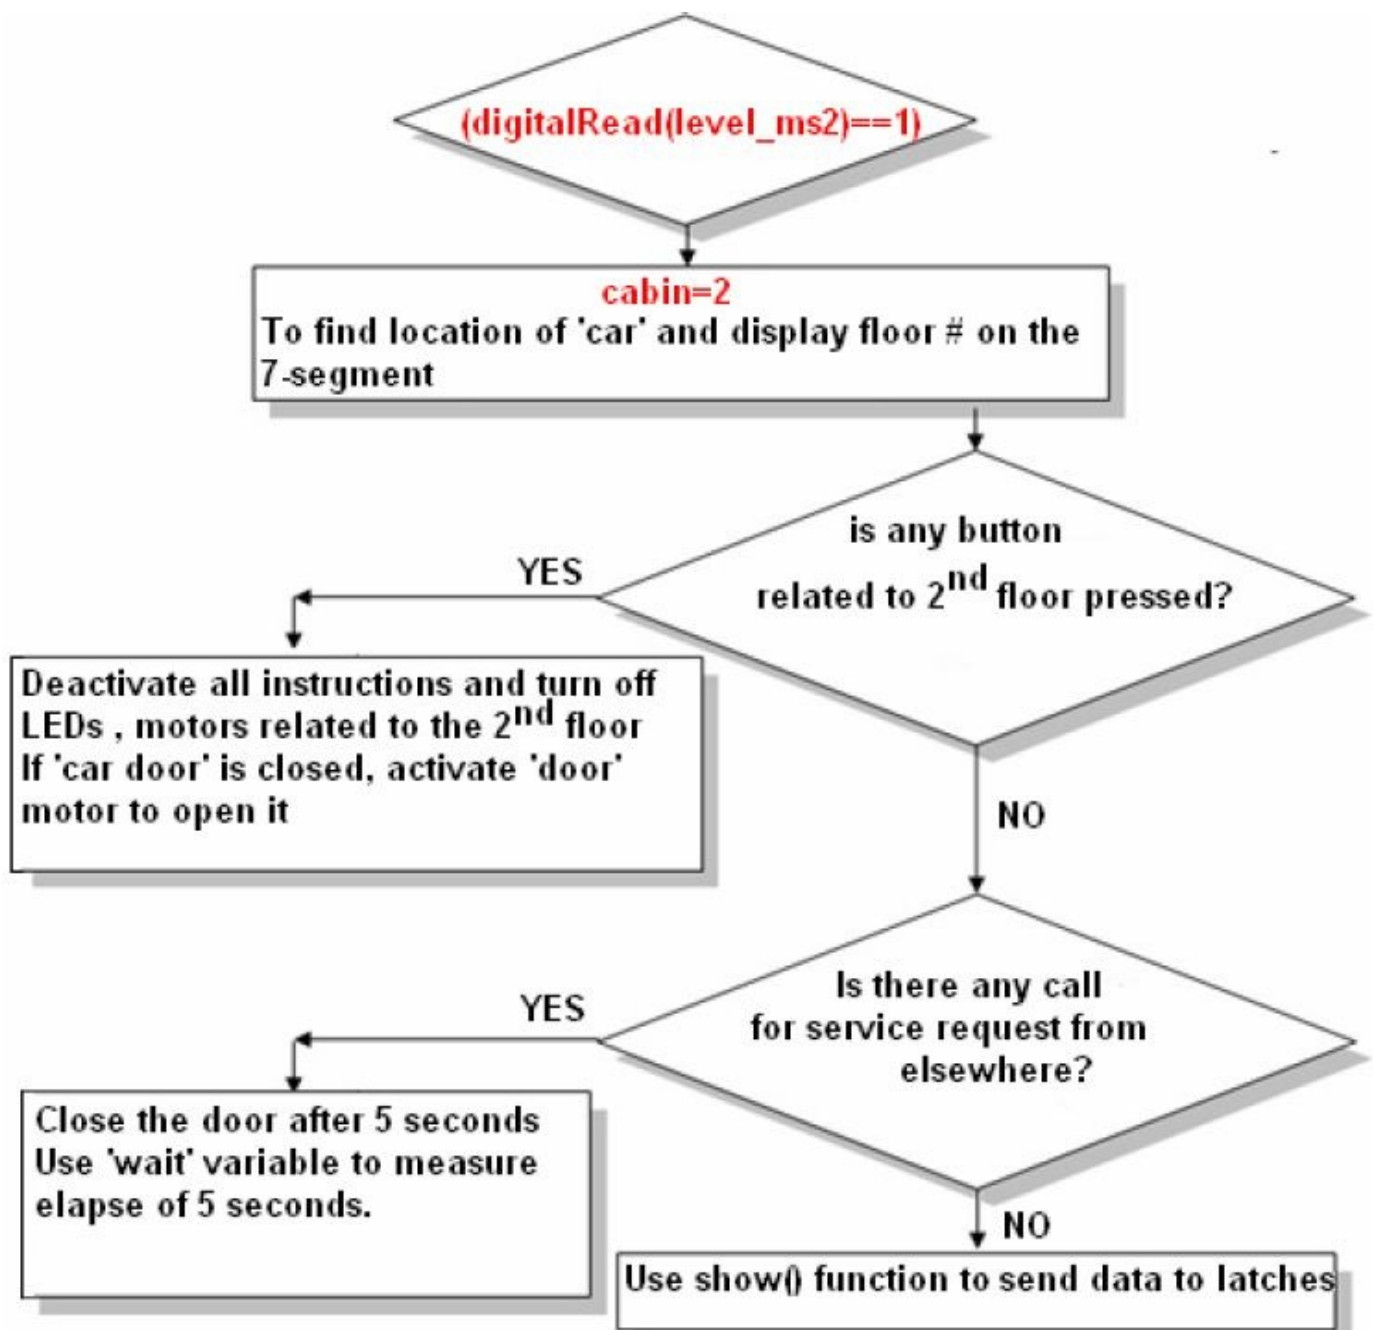 (digitalRead(level_ms2)==1)
cabin=2
To find location of 'car' and display floor # on the
7-segment
is any button
related to 2nd floor pressed?
YES
Deactivate all instructions and turn off
LEDs , motors related to the 2nd floor
If 'car door' is closed, activate 'door'
motor to open it
NO
Is there any call
for service request from
elsewhere?
YES
Close the door after 5 seconds
Use 'wait' variable to measure
elapse of 5 seconds.
NO
Use show() function to send data to latches